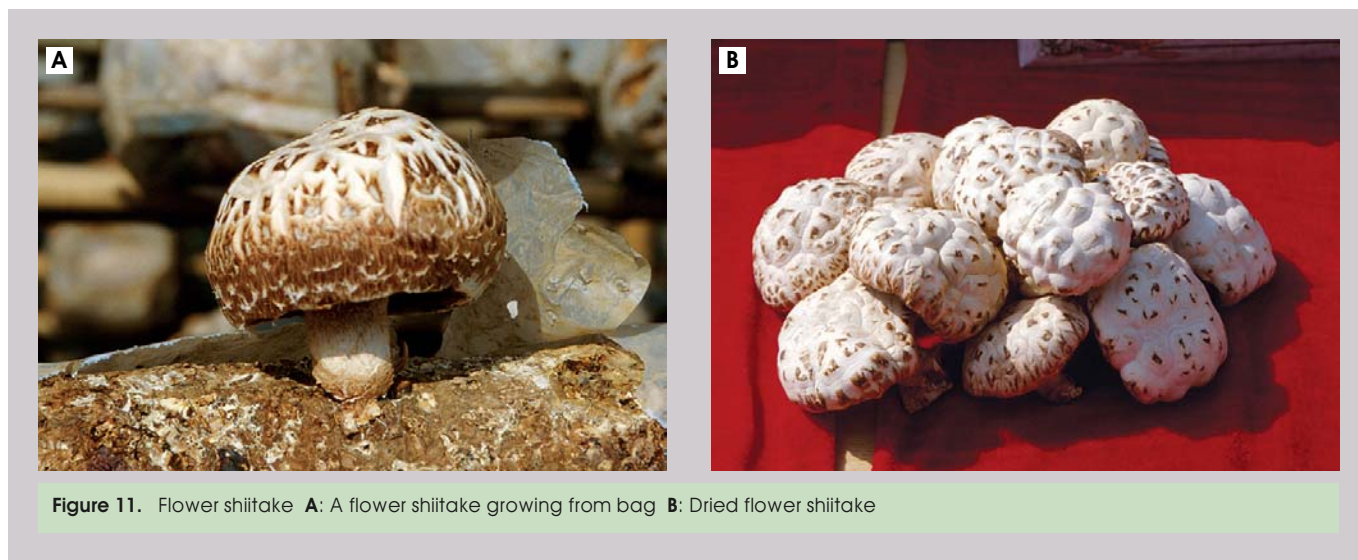 A
B
Figure 11. Flower shiitake A: A flower shiitake growing from bag B: Dried flower shiitake